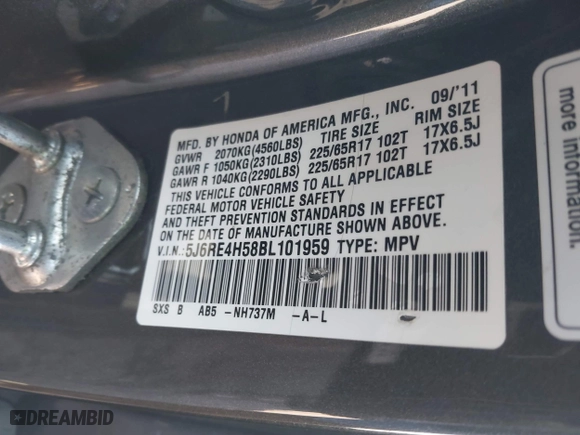 MFD. BY HONDA OF AMERICA MFG., INC. 09/'11
GVWR 2070KG(4560LBS) TIRE SIZE RIM SIZE
GAWR F 1050KG(2310LBS) 225/65R17 102T 17X6.5J
GAWR R 1040KG(2290LBS) 225/65R17 102T 17X6.5J
THIS VEHICLE CONFORMS TO ALL APPLICABLE
FEDERAL MOTOR VEHICLE SAFETY
AND THEFT PREVENTION STANDARDS IN EFFECT
ON THE DATE OF MANUFACTURE SHOWN ABOVE.
V.I.N: 5J6RE4H58BL101959 TYPE: MPV
SXS B AB5 -NH737M -A-L
more information.
DREAMBID